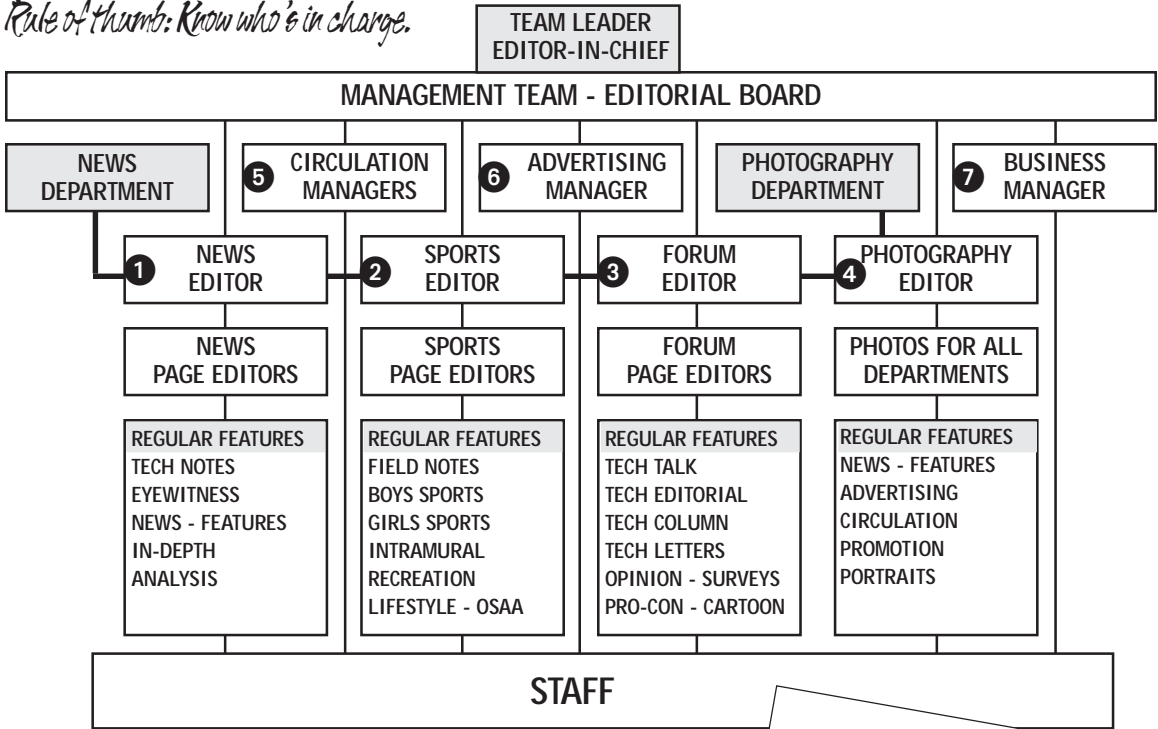 Rule of thumb: Know who's in charge.
TEAM LEADER
EDITOR-IN-CHIEF
MANAGEMENT TEAM - EDITORIAL BOARD
NEWS
DEPARTMENT
5 CIRCULATION
MANAGERS
6 ADVERTISING
MANAGER
PHOTOGRAPHY
DEPARTMENT
7 BUSINESS
MANAGER
1 NEWS
EDITOR
2 SPORTS
EDITOR
3 FORUM
EDITOR
4 PHOTOGRAPHY
EDITOR
NEWS
PAGE EDITORS
SPORTS
PAGE EDITORS
FORUM
PAGE EDITORS
PHOTOS FOR ALL
DEPARTMENTS
REGULAR FEATURES
TECH NOTES
EYEWITNESS
NEWS - FEATURES
IN-DEPTH
ANALYSIS
REGULAR FEATURES
FIELD NOTES
BOYS SPORTS
GIRLS SPORTS
INTRAMURAL
RECREATION
LIFESTYLE - OSAA
REGULAR FEATURES
TECH TALK
TECH EDITORIAL
TECH COLUMN
TECH LETTERS
OPINION - SURVEYS
PRO-CON - CARTOON
REGULAR FEATURES
NEWS - FEATURES
ADVERTISING
CIRCULATION
PROMOTION
PORTRAITS
STAFF